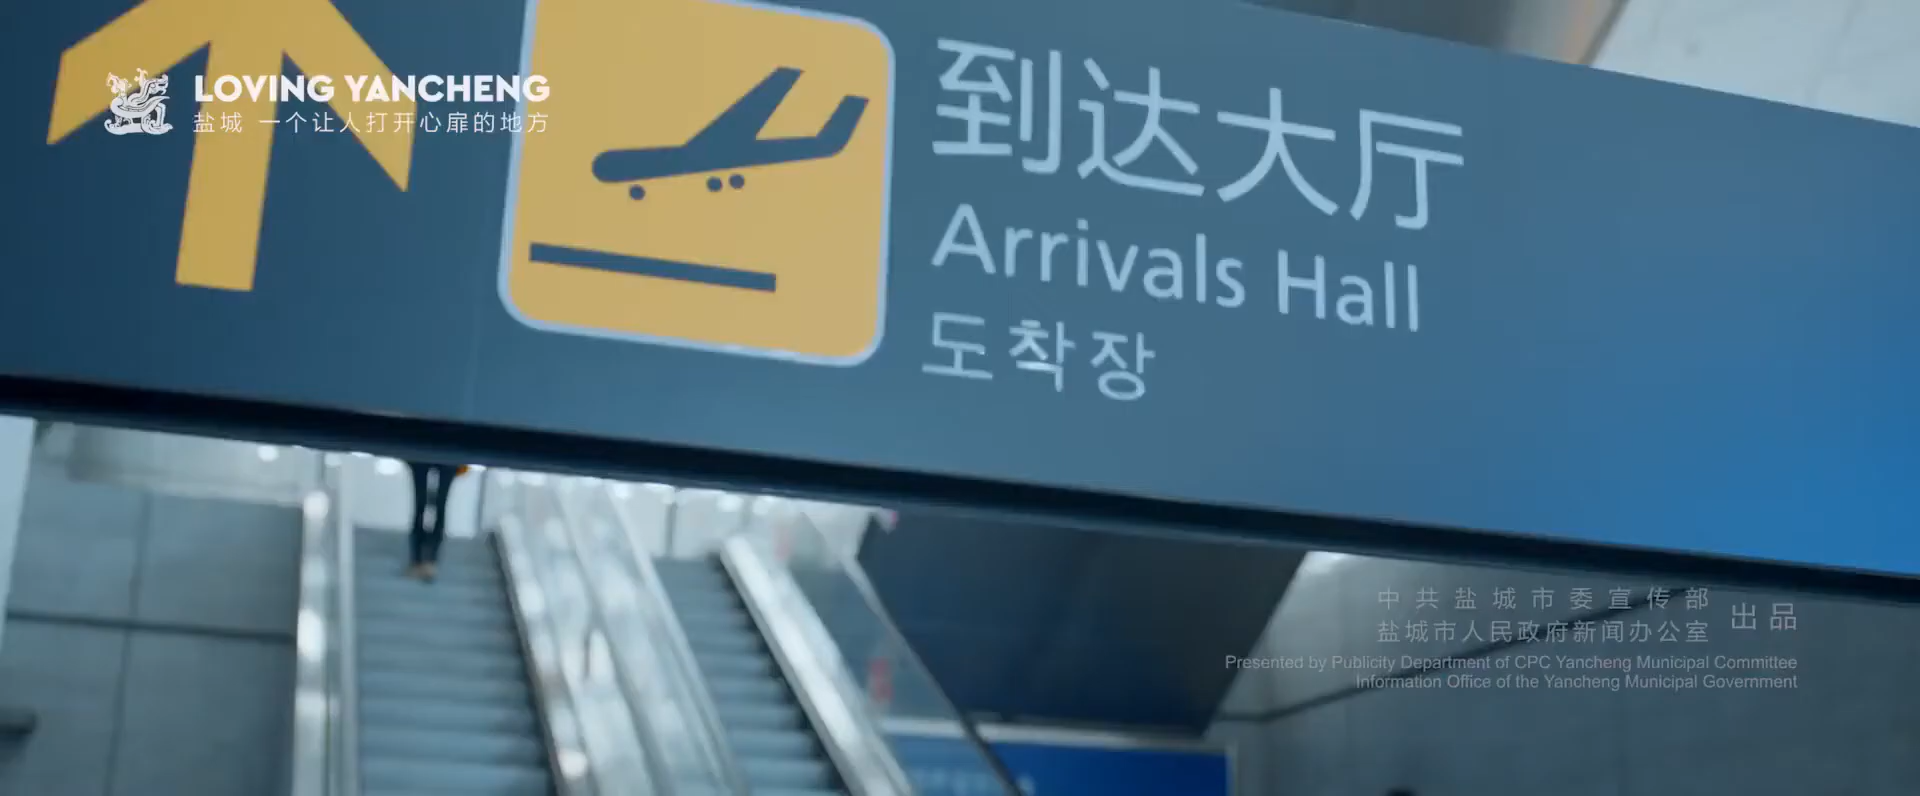 LOVING YANCHENG
盐城 一个让人打开心扉的地方
到达大厅
Arrivals Hall
도착장
中共盐城市委宣传部
盐城市人民政府新闻办公室
出品
Presented by Publicity Department of CPC Yancheng Municipal Committee
Information Office of the Yancheng Municipal Government